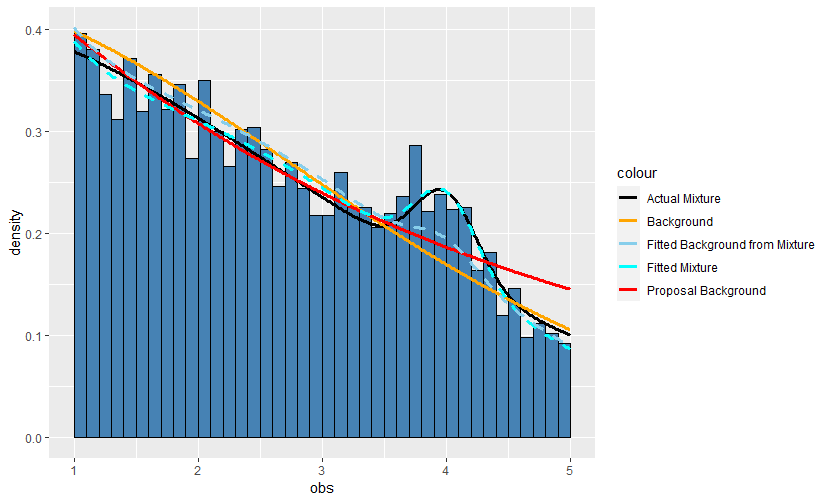 0.4
0.3
0.2
0.1
0.0
density
1
2
3
4
5
obs
colour
Actual Mixture
Background
Fitted Background from Mixture
Fitted Mixture
Proposal Background